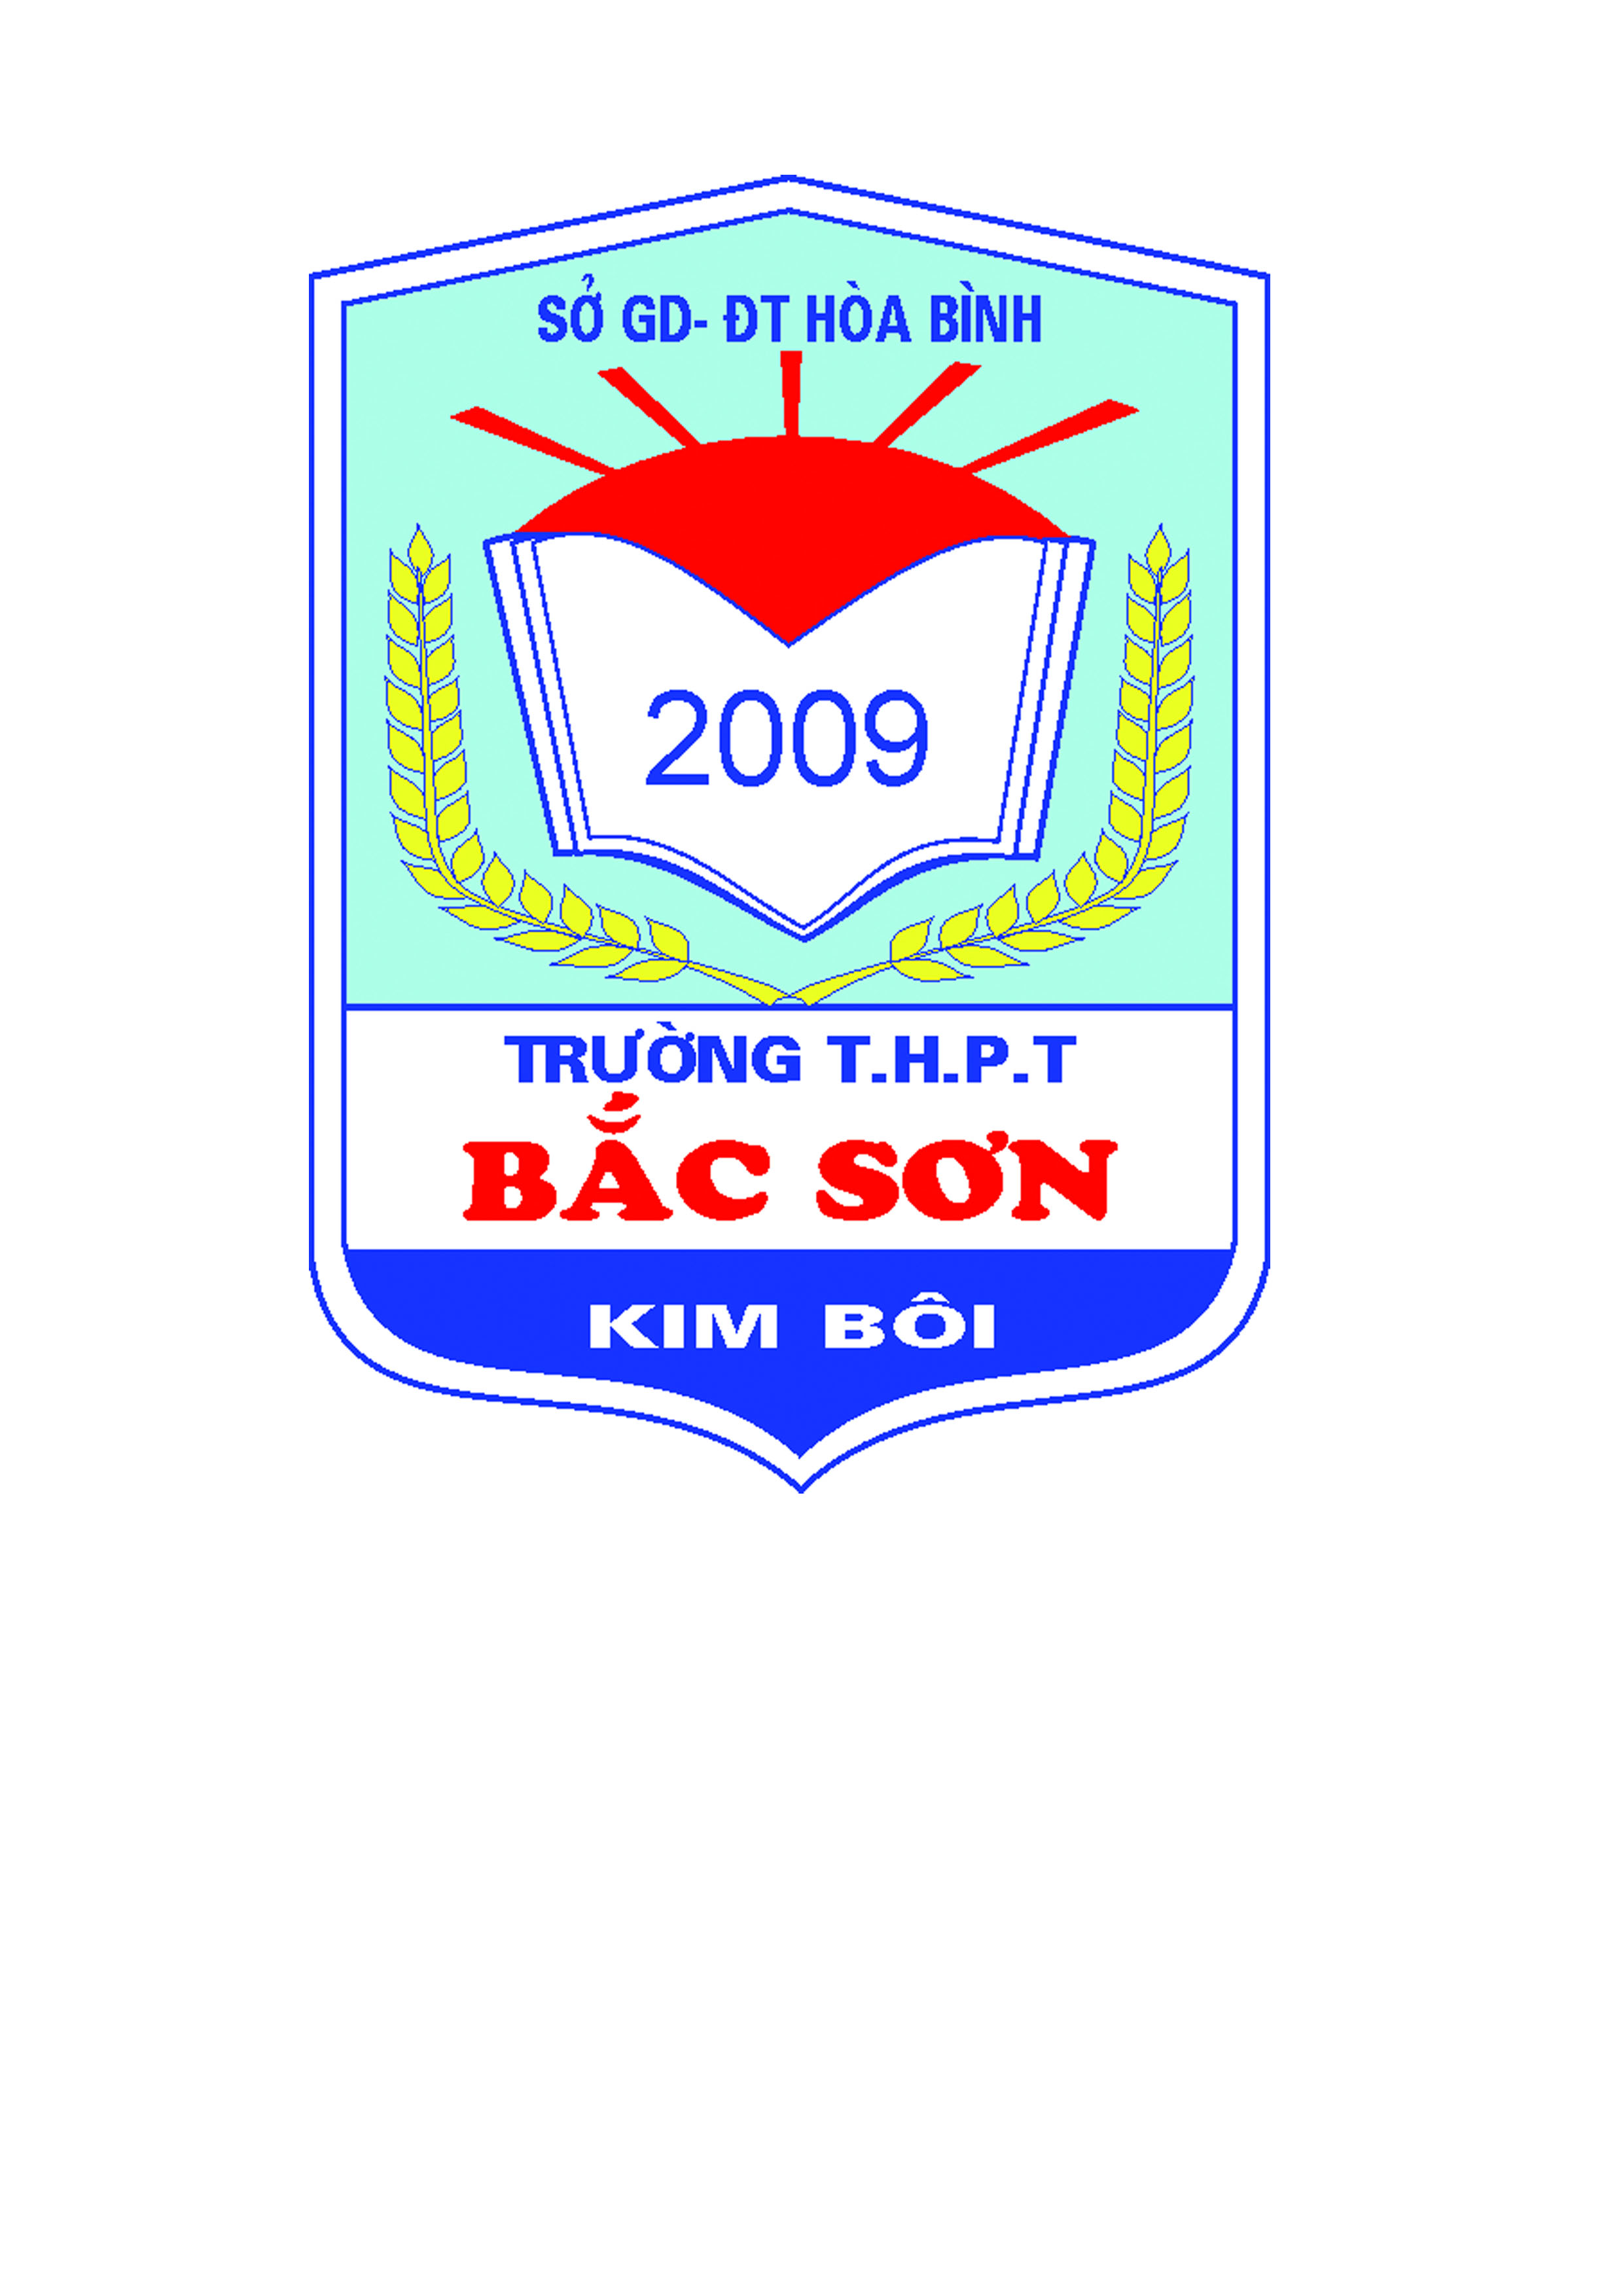 SỞ GD- ĐT HÒA BÌNH
2009
TRƯỜNG T.H.P.T
BẮC SƠN
KIM BÔI